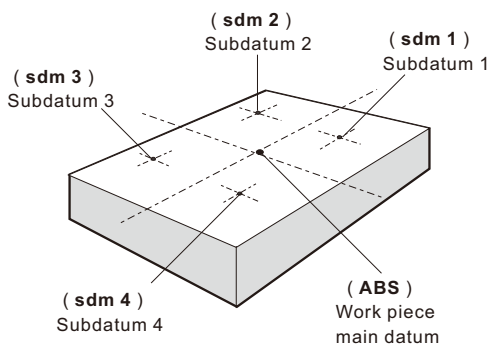 ( sdm 2 )
Subdatum 2
( sdm 1 )
Subdatum 1
( sdm 3 )
Subdatum 3
( sdm 4 )
Subdatum 4
( ABS )
Work piece
main datum